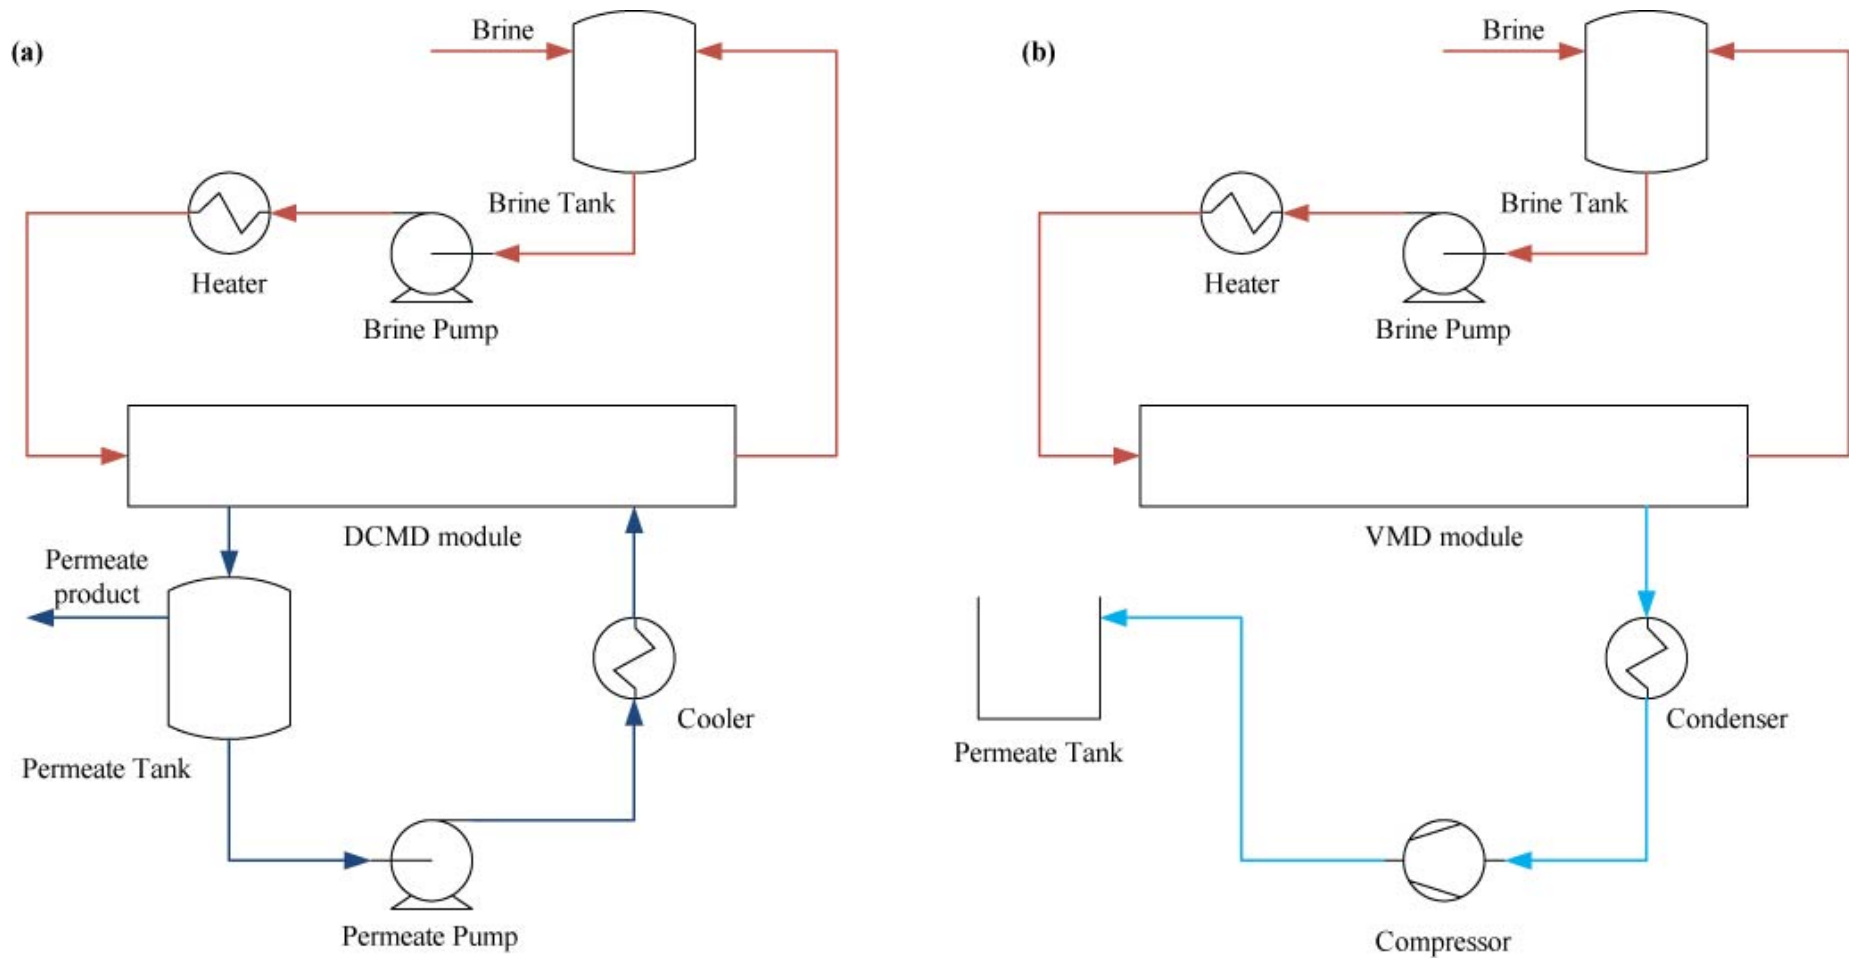 (a)
Brine
Brine Tank
Heater
Brine Pump
DCMD module
Permeate
product
Cooler
Permeate Tank
Permeate Pump
(b)
Brine
Brine Tank
Heater
Brine Pump
VMD module
Condenser
Permeate Tank
Compressor